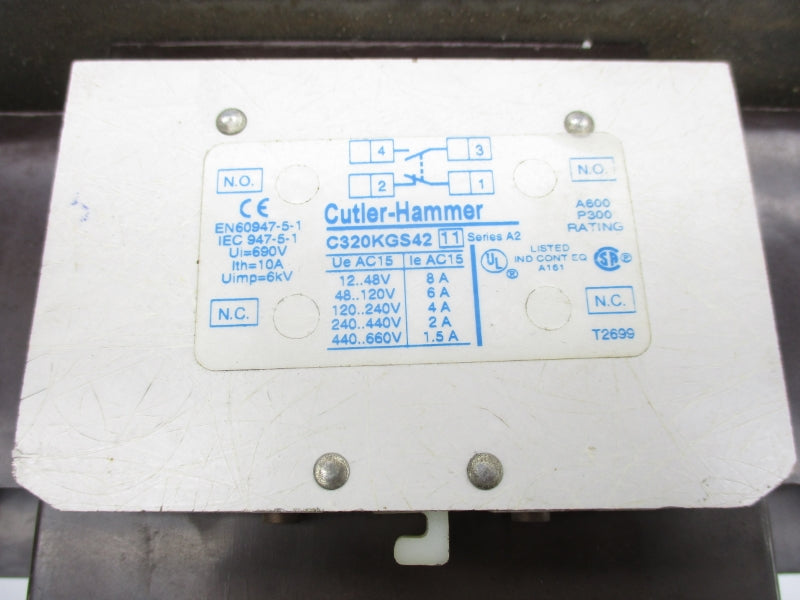 4 3
2 1
N.O.
N.O.
CE
EN60947-5-1
IEC 947-5-1
Ui=690V
Ith=10A
Uimp=6kV
N.C.
Cutler-Hammer
C320KGS42 11 Series A2
Ue AC15 Ie AC15
12..48V 8 A
48..120V 6 A
120..240V 4 A
240..440V 2 A
440..660V 1.5 A
A600
P300
RATING
UL ® LISTED
IND CONT EQ
A161
SA ®
N.C.
T2699